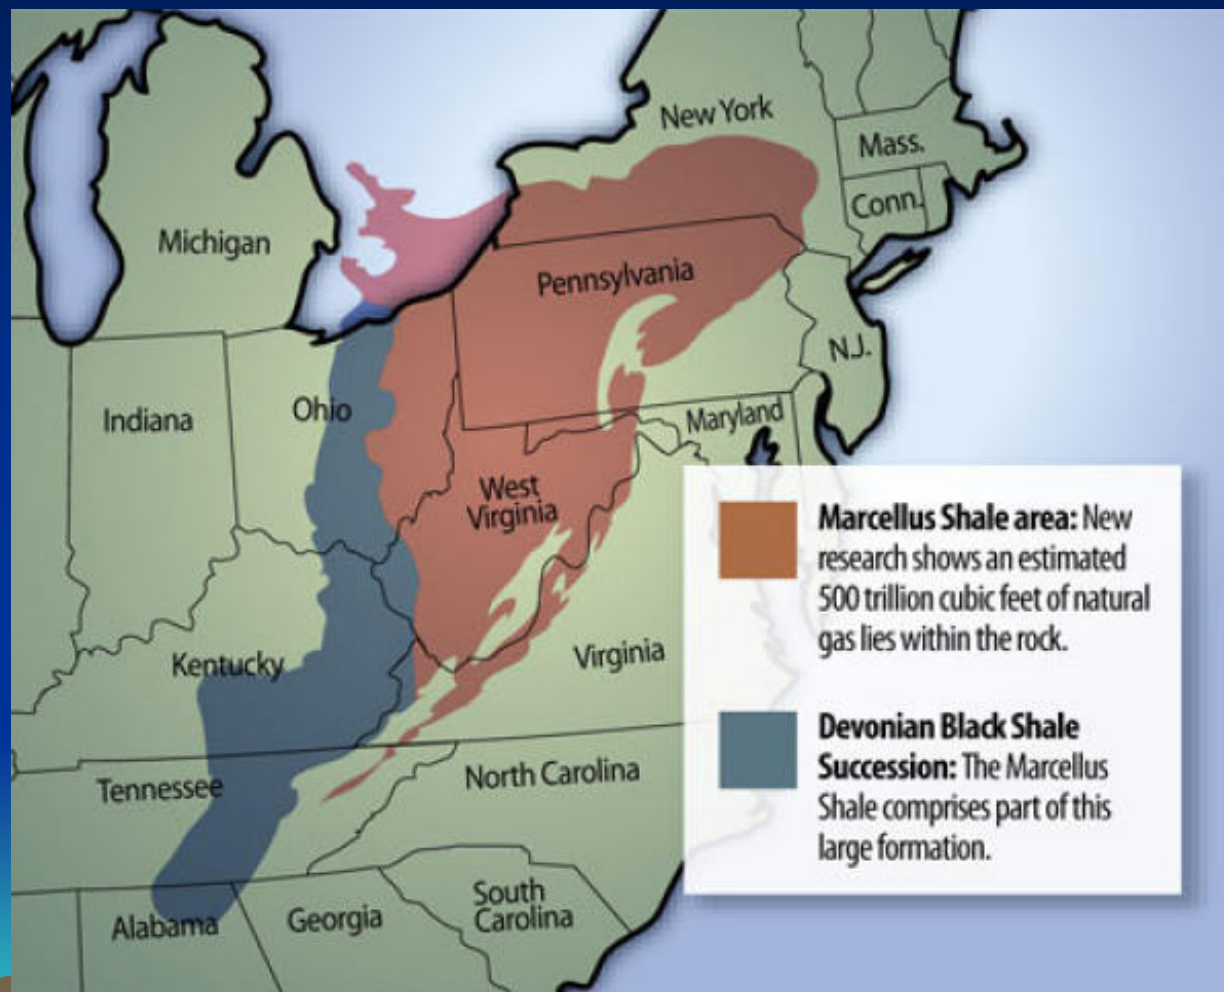 New York
Mass.
Conn.
Michigan
Pennsylvania
N.J.
Indiana
Ohio
Maryland
West
Virginia
Kentucky
Virginia
Tennessee
North Carolina
Alabama
Georgia
South
Carolina
Marcellus Shale area: New
research shows an estimated
500 trillion cubic feet of natural
gas lies within the rock.
Devonian Black Shale
Succession: The Marcellus
Shale comprises part of this
large formation.